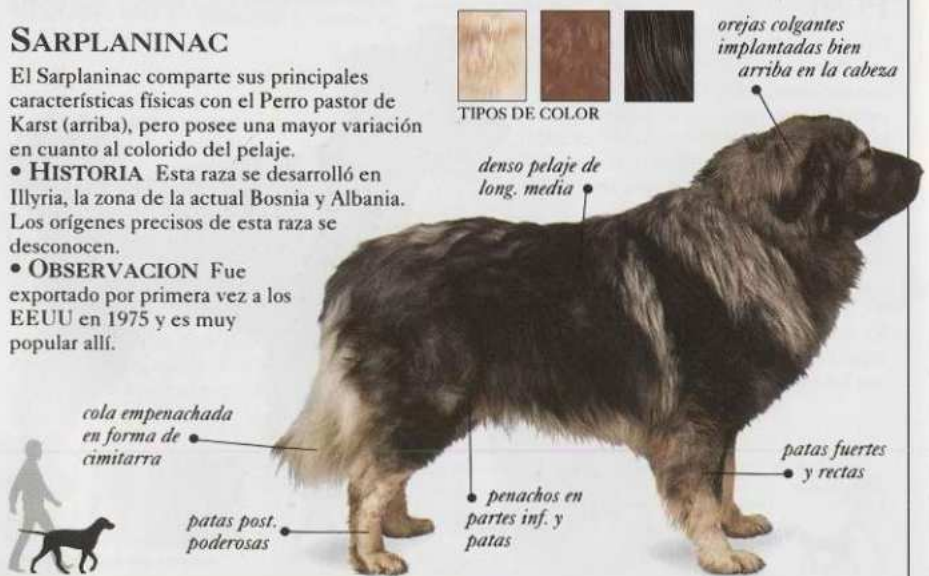 SARPLANINAC
El Sarplaninac comparte sus principales
características físicas con el Perro pastor de
Karst (arriba), pero posee una mayor variación
en cuanto al colorido del pelaje.
• HISTORIA Esta raza se desarrolló en
Illyria, la zona de la actual Bosnia y Albania.
Los orígenes precisos de esta raza se
desconocen.
• OBSERVACION Fue
exportado por primera vez a los
EEUU en 1975 y es muy
popular allí.
TIPOS DE COLOR
orejas colgantes
implantadas bien
arriba en la cabeza
denso pelaje de
long. media
cola empenachada
en forma de
cimitarra
patas post.
poderosas
penachos en
partes inf. y
patas
patas fuertes
y rectas